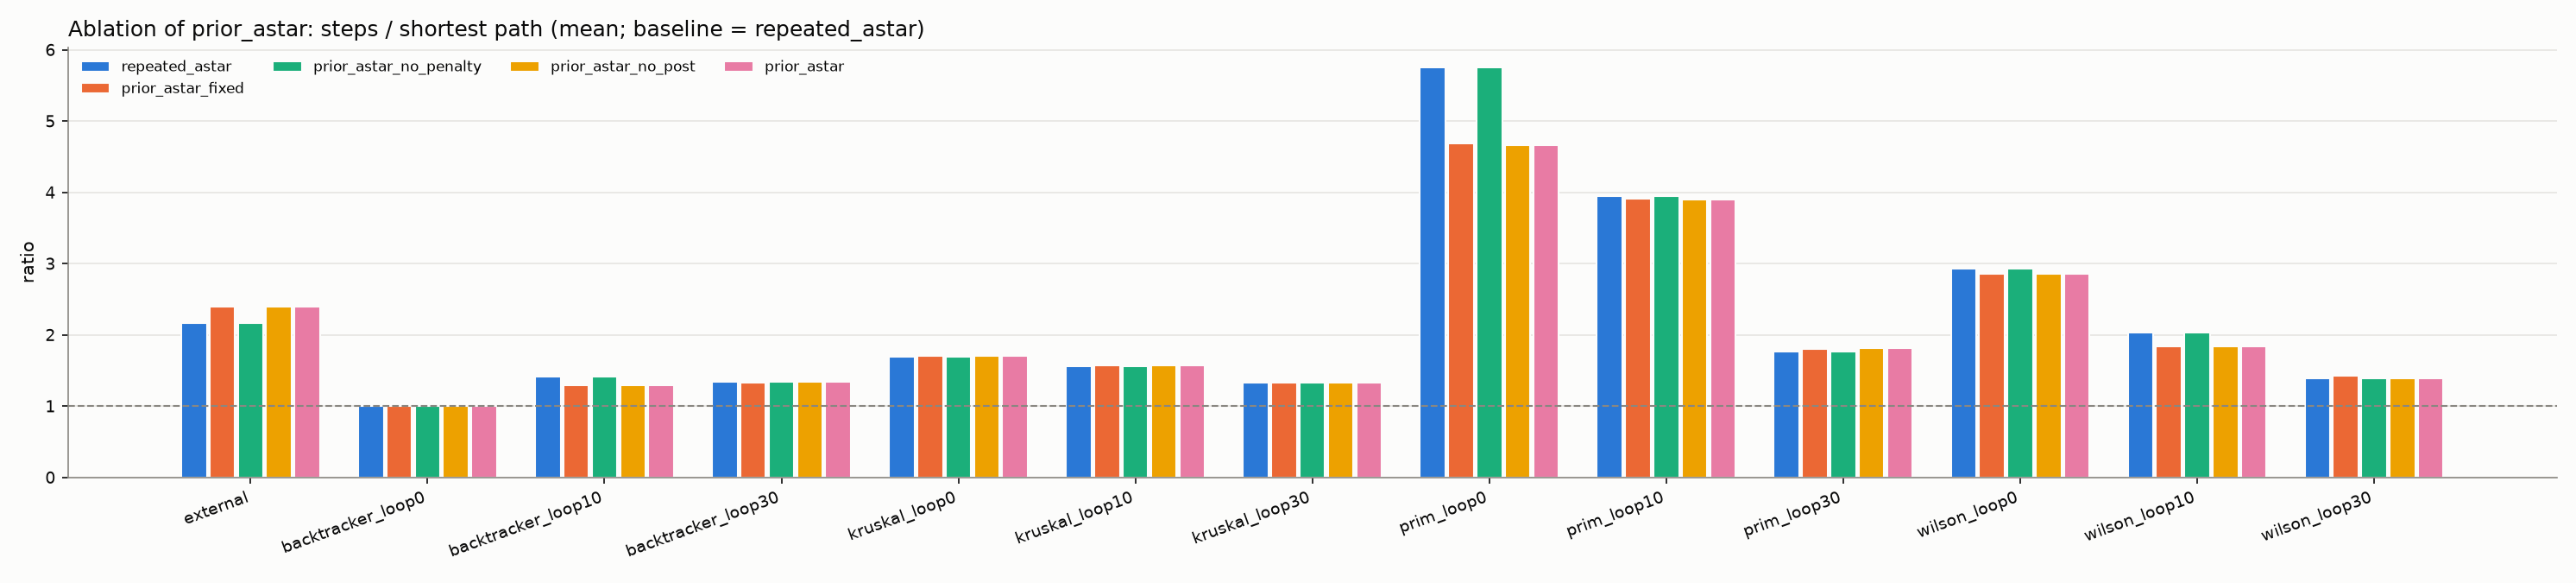 Ablation of prior_astar: steps / shortest path (mean; baseline = repeated_astar)
repeated_astar prior_astar_no_penalty prior_astar_no_post prior_astar
prior_astar_fixed
ratio
6
5
4
3
2
1
0
external backtracker_loop0 backtracker_loop10 backtracker_loop30 kruskal_loop0 kruskal_loop10 kruskal_loop30 prim_loop0 prim_loop10 prim_loop30 wilson_loop0 wilson_loop10 wilson_loop30